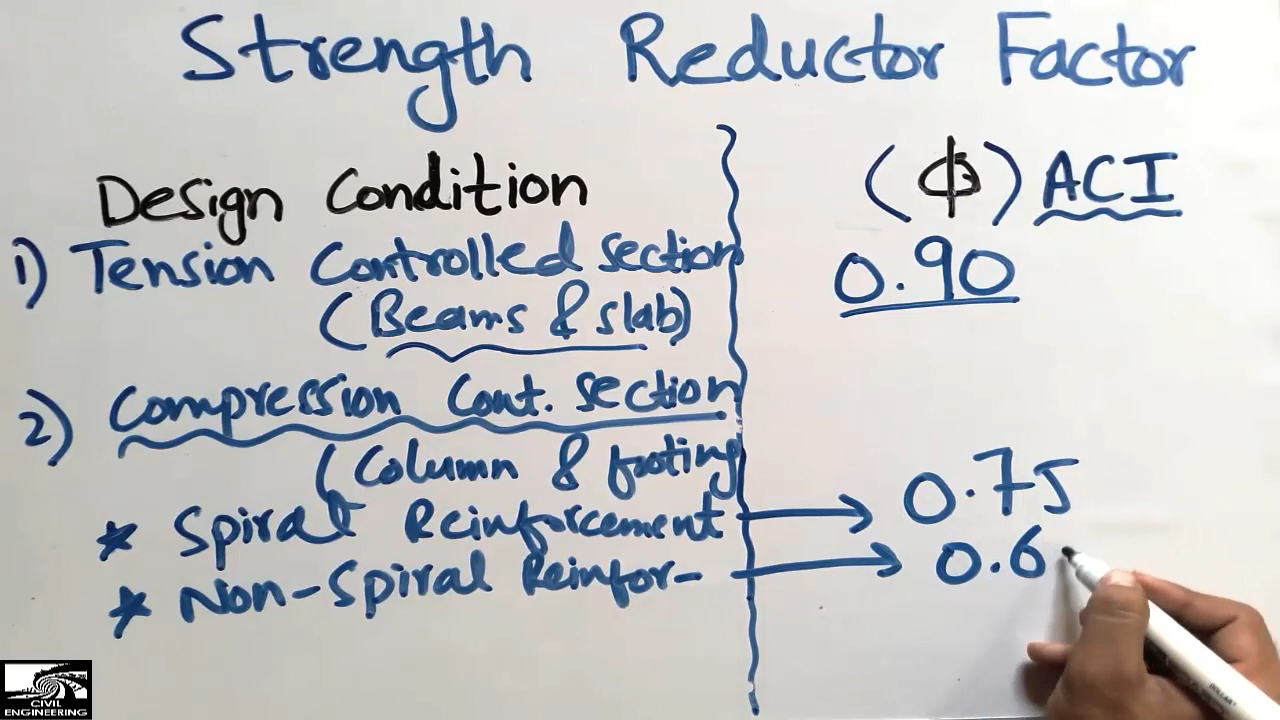 Strength Reductor Factor
Design Condition (Φ) ACI
1) Tension Controlled section 0.90
(Beams & slab)
2) Compression Cont. section
(Column & footing
* Spiral Reinforcement → 0.75
* Non-Spiral Reinfor- → 0.6
CIVIL
ENGINEERING